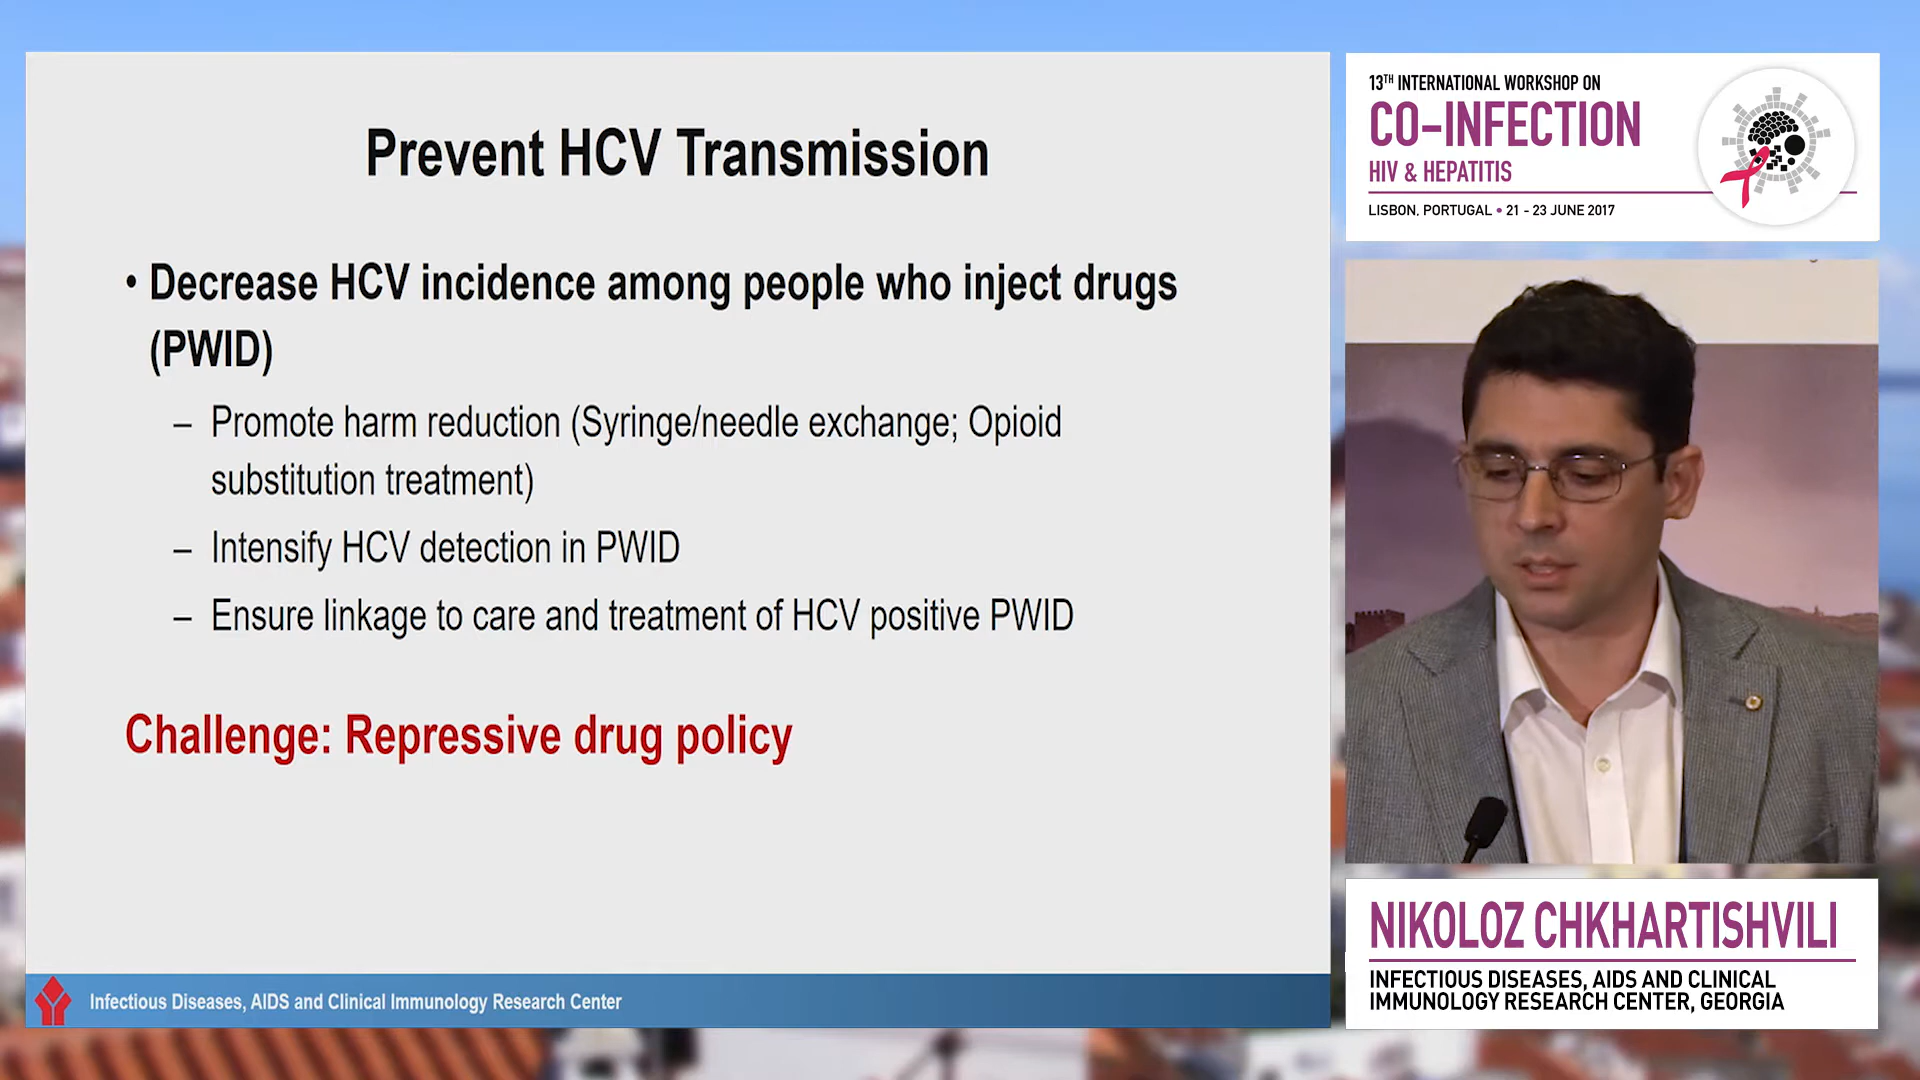 Prevent HCV Transmission
• Decrease HCV incidence among people who inject drugs
(PWID)
– Promote harm reduction (Syringe/needle exchange; Opioid
substitution treatment)
– Intensify HCV detection in PWID
– Ensure linkage to care and treatment of HCV positive PWID
Challenge: Repressive drug policy
Infectious Diseases, AIDS and Clinical Immunology Research Center
13TH INTERNATIONAL WORKSHOP ON
CO-INFECTION
HIV & HEPATITIS
LISBON, PORTUGAL • 21 - 23 JUNE 2017
NIKOLOZ CHKHARTISHVILI
INFECTIOUS DISEASES, AIDS AND CLINICAL
IMMUNOLOGY RESEARCH CENTER, GEORGIA